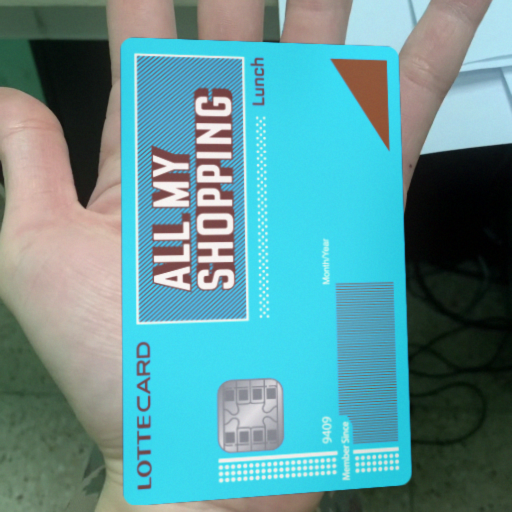 LOTTECARD
ALL MY
SHOPPING
Lunch
9409
Month/Year
Member Since